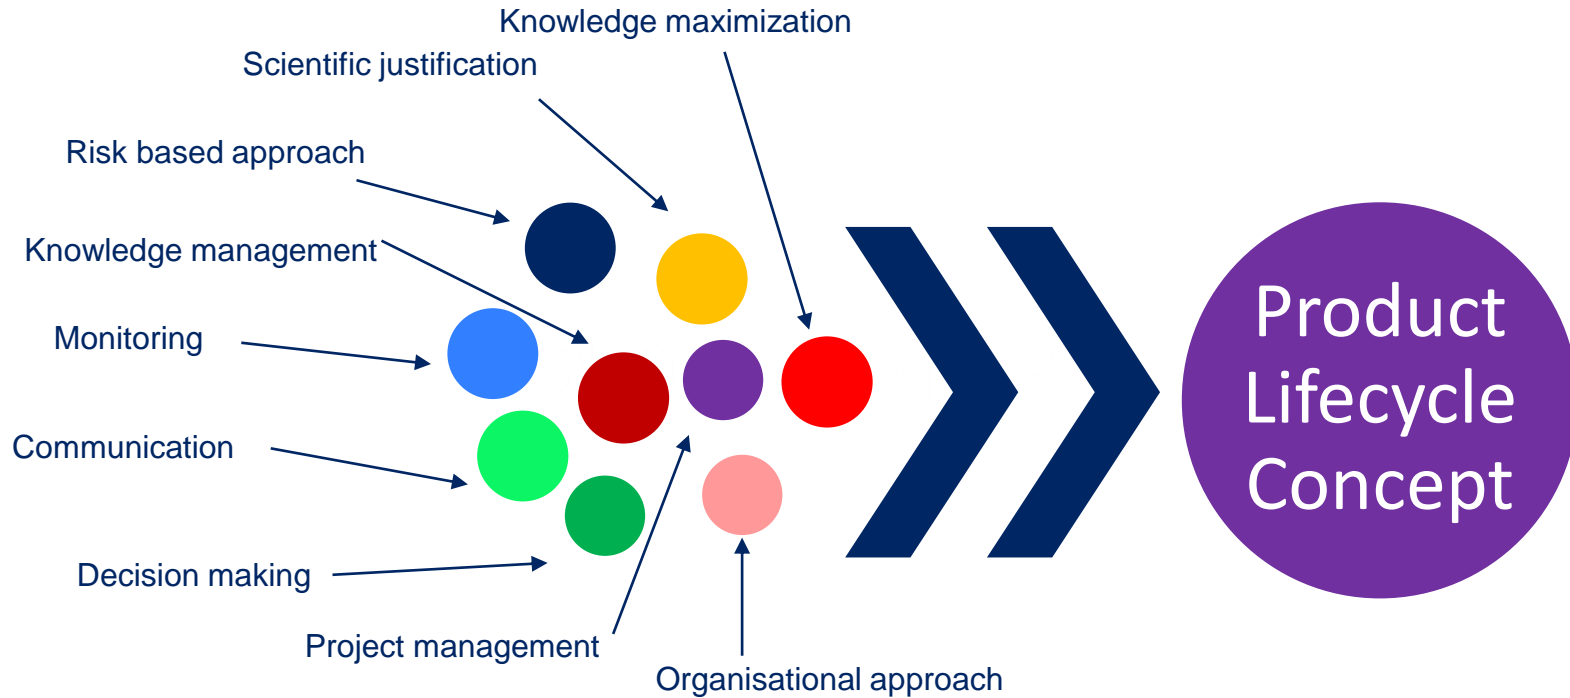 Knowledge maximization
Scientific justification
Risk based approach
Knowledge management
Monitoring
Communication
Decision making
Project management
Organisational approach
Product
Lifecycle
Concept